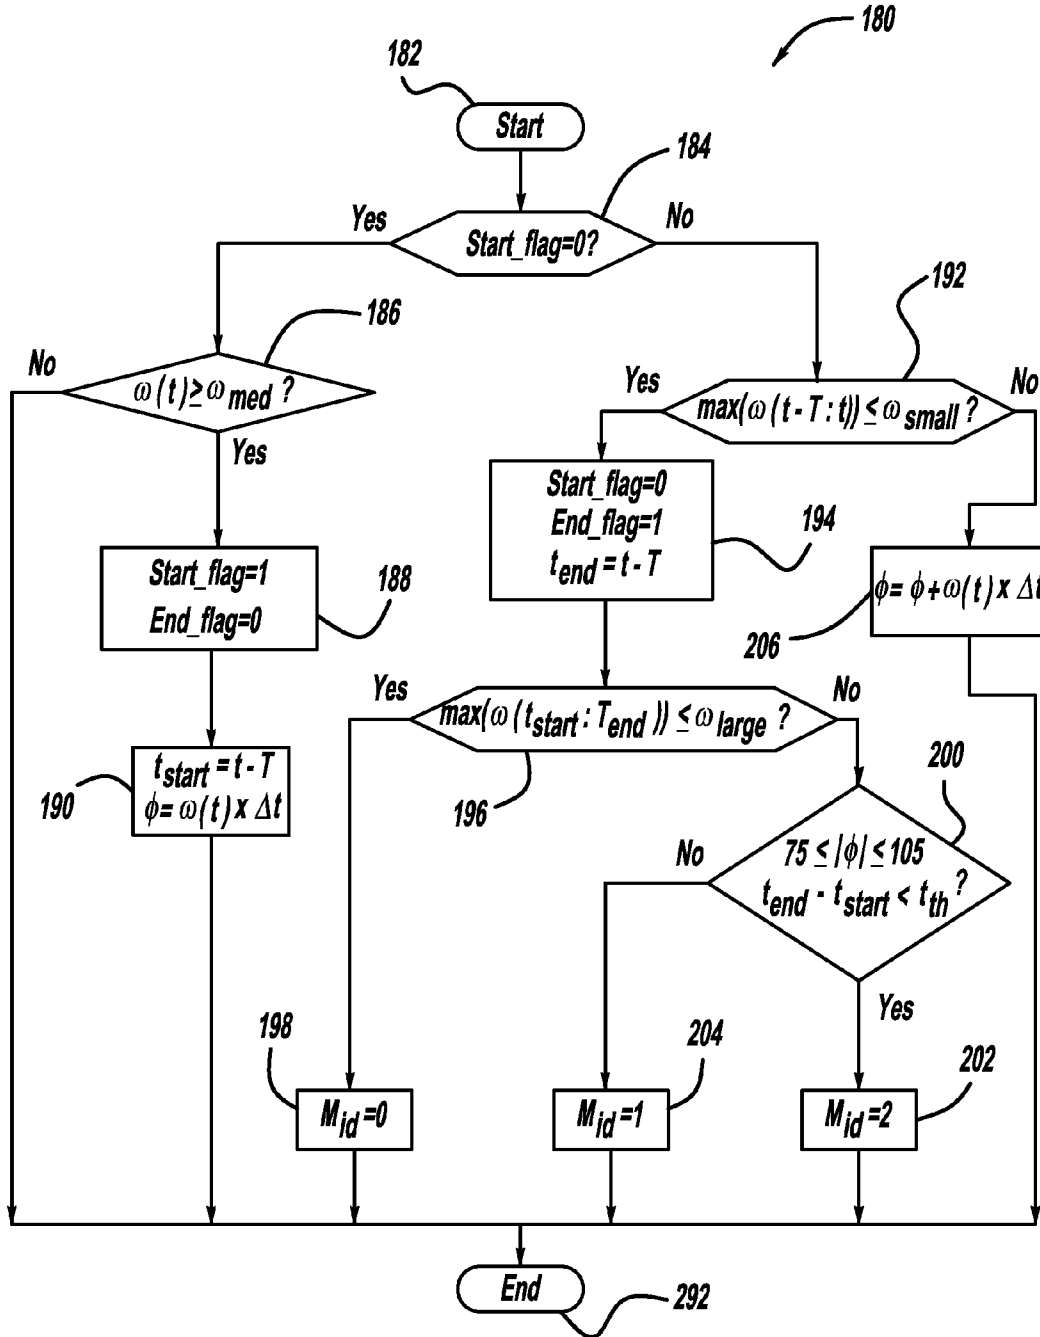 180
182
Start
184
Yes
No
Start_flag=0?
192
186
No
ω(t)≥ω med ?
Yes
No
max(ω(t-T:t))≤ω small ?
Yes
Start_flag=0
End_flag=1
t end = t - T
194
Start_flag=1
End_flag=0
188
ϕ= ϕ+ω(t) x Δt
206
Yes
No
max(ω(t start : T end)) ≤ω large ?
t start = t - T
ϕ= ω(t) x Δt
190
196
200
No
75 ≤ |ϕ| ≤ 105
t end - t start < t th ?
Yes
198
204
202
M id =0
M id =1
M id =2
End
292